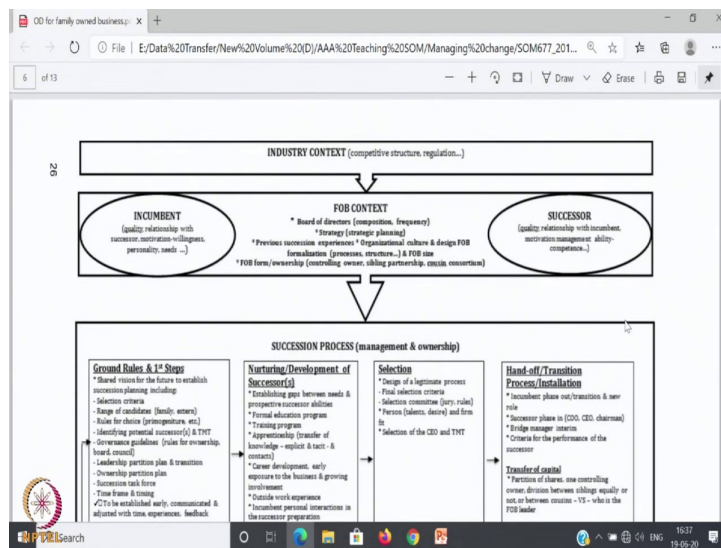 OD for family owned business.p
File
E:/Data%20Transfer/New%20Volume%20(D)/AAA%20Teaching%20SOM/Managing%20change/SOM677_201...
6 of 13
Draw
Erase
26
INDUSTRY CONTEXT (competitive structure, regulation...)
INCUMBENT
(quality, relationship with
successor, motivation-willingness,
personality, needs ...)
FOB CONTEXT
* Board of directors (composition, frequency)
*Strategy (strategic planning)
*Previous succession experiences * Organizational culture & design FOB
formalization (processes, structure...) & FOB size
*FOB form/ownership (controlling owner, sibling partnership, cousin consortium)
SUCCESSOR
(quality, relationship with incumbent,
motivation management ability-
competence...)
SUCCESSION PROCESS (management & ownership)
Ground Rules & 1st Steps
*Shared vision for the future to establish
succession planning including:
- Selection criteria
- Range of candidates (family, extern)
- Rules for choice (primogeniture, etc.)
- Identifying potential successor(s) & TMT
- Governance guidelines (rules for ownership,
board, council)
- Leadership partition plan & transition
- Ownership partition plan
- Succession task force
- Time frame & timing
✓ To be established early, communicated &
adjusted with time, experiences, feedback
Nurturing/Development of
Successor(s)
*Establishing gaps between needs &
prospective successor abilities
* Formal education program
* Training program
* Apprenticeship (transfer of
knowledge – explicit & tacit - &
contacts)
*Career development, early
exposure to the business & growing
involvement
*Outside work experience
*Incumbent personal interactions in
the successor preparation
Selection
* Design of a legitimate process
- Final selection criteria
- Selection committee (jury, rules)
* Person (talents, desire) and firm
fit
* Selection of the CEO and TMT
Hand-off/Transition
Process/Installation
* Incumbent phase out/transition & new
role
*Successor phase in (COO, CEO, chairman)
* Bridge manager interim
* Criteria for the performance of the
successor
Transfer of capital
* Partition of shares, one controlling
owner, division between siblings equally or
not, or between cousins – VS – who is the
FOB leader
NPTEL
Search
ENG
16:37
19-06-20